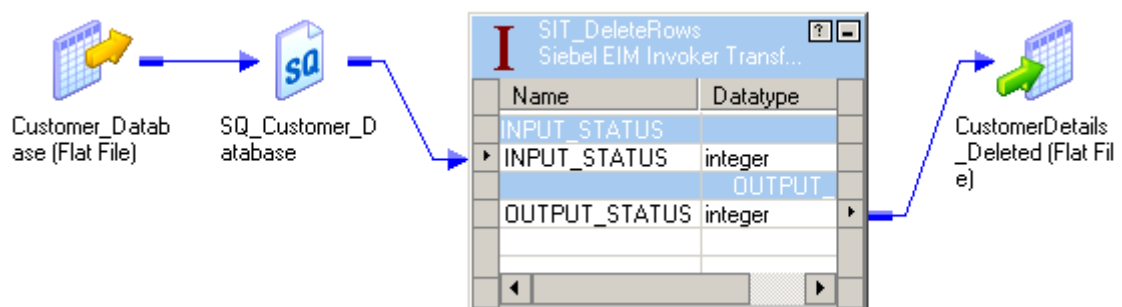 SIT_DeleteRows
Siebel EIM Invoker Transf...
Name Datatype
INPUT_STATUS
INPUT_STATUS integer
OUTPUT_
OUTPUT_STATUS integer
Customer_Datab
ase (Flat File)
SQ
SQ_Customer_D
atabase
CustomerDetails
_Deleted (Flat Fil
e)